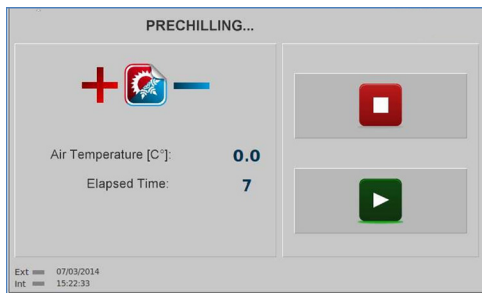 PRECHILLING...
Air Temperature [C°]: 0.0
Elapsed Time: 7
Ext 07/03/2014
Int 15:22:33